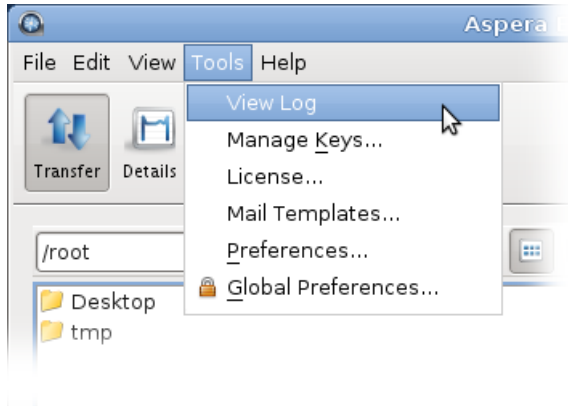 Aspera
File Edit View Tools Help
View Log
Manage Keys...
License...
Mail Templates...
Preferences...
Global Preferences...
Transfer Details
/root
Desktop
tmp